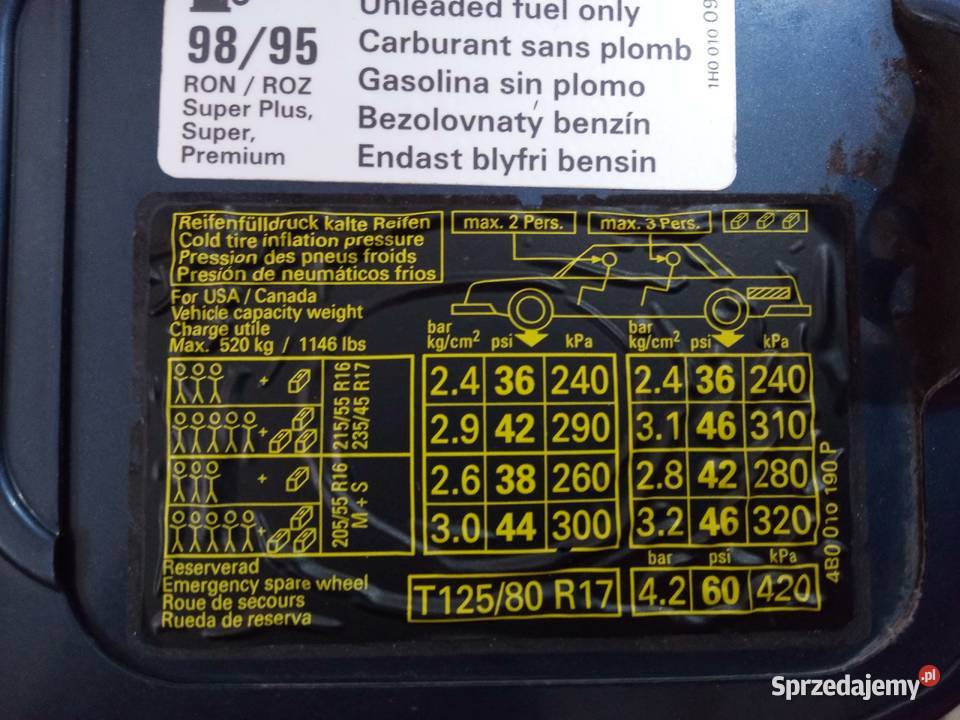 98/95
RON / ROZ
Super Plus,
Super,
Premium
Unleaded fuel only
Carburant sans plomb
Gasolina sin plomo
Bezolovnatý benzín
Endast blyfri bensin
1H0 010 09
Reifenfülldruck kalte Reifen
Cold tire inflation pressure
Pression des pneus froids
Presión de neumáticos frios
max. 2 Pers.
max. 3 Pers.
For USA / Canada
Vehicle capacity weight
Charge utile
Max. 520 kg / 1146 lbs
bar
kg/cm² psi kPa
bar
kg/cm² psi kPa
+ 215/55 R16
235/45 R17
2.4 36 240 2.4 36 240
+ 2.9 42 290 3.1 46 310
+ 205/55 R16
M + S
2.6 38 260 2.8 42 280
+ 3.0 44 300 3.2 46 320
Reserverad
Emergency spare wheel
Roue de secours
Rueda de reserva
T125/80 R17
bar psi kPa
4.2 60 420
4B0 010 190 P
Sprzedajemy.pl